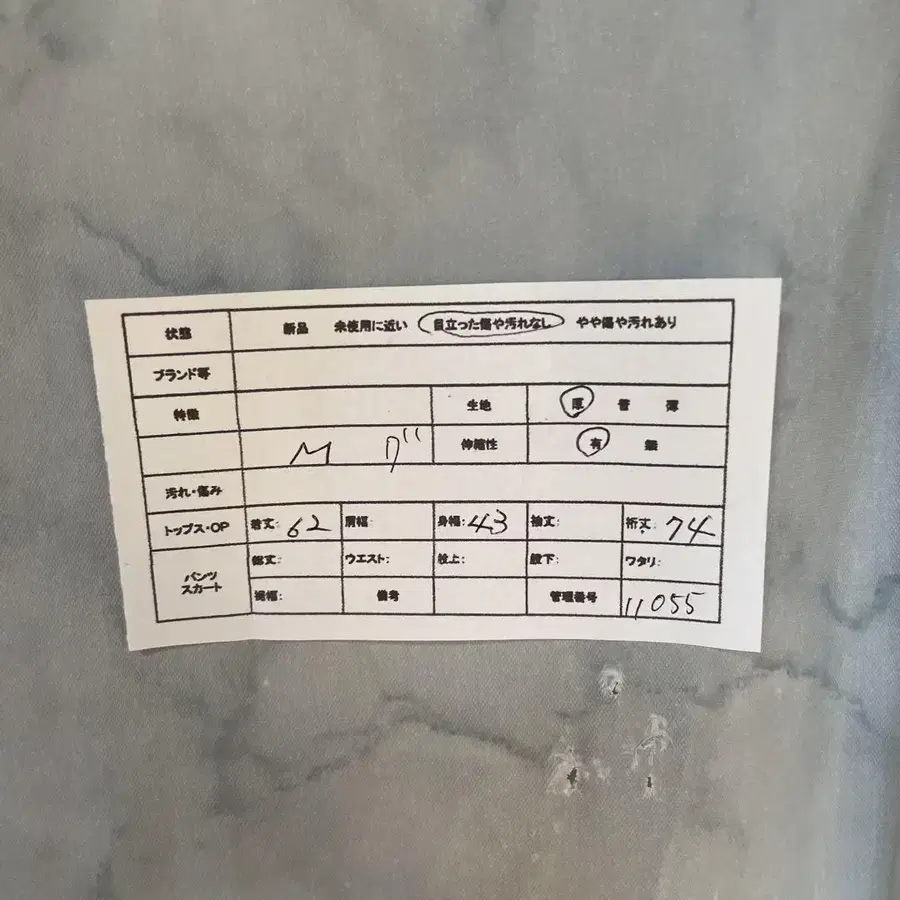 状態 新品 未使用に近い 目立った傷や汚れなし やや傷や汚れあり
ブランド等
特徴 生地 厚 普 薄
M グ 伸縮性 有 無
汚れ・傷み
トップス・OP 着丈: 62 肩幅: 身幅: 43 袖丈: 裄丈: 74
パンツ スカート 総丈: ウエスト: 股上: 股下: ワタリ:
裾幅: 備考 管理番号 11055